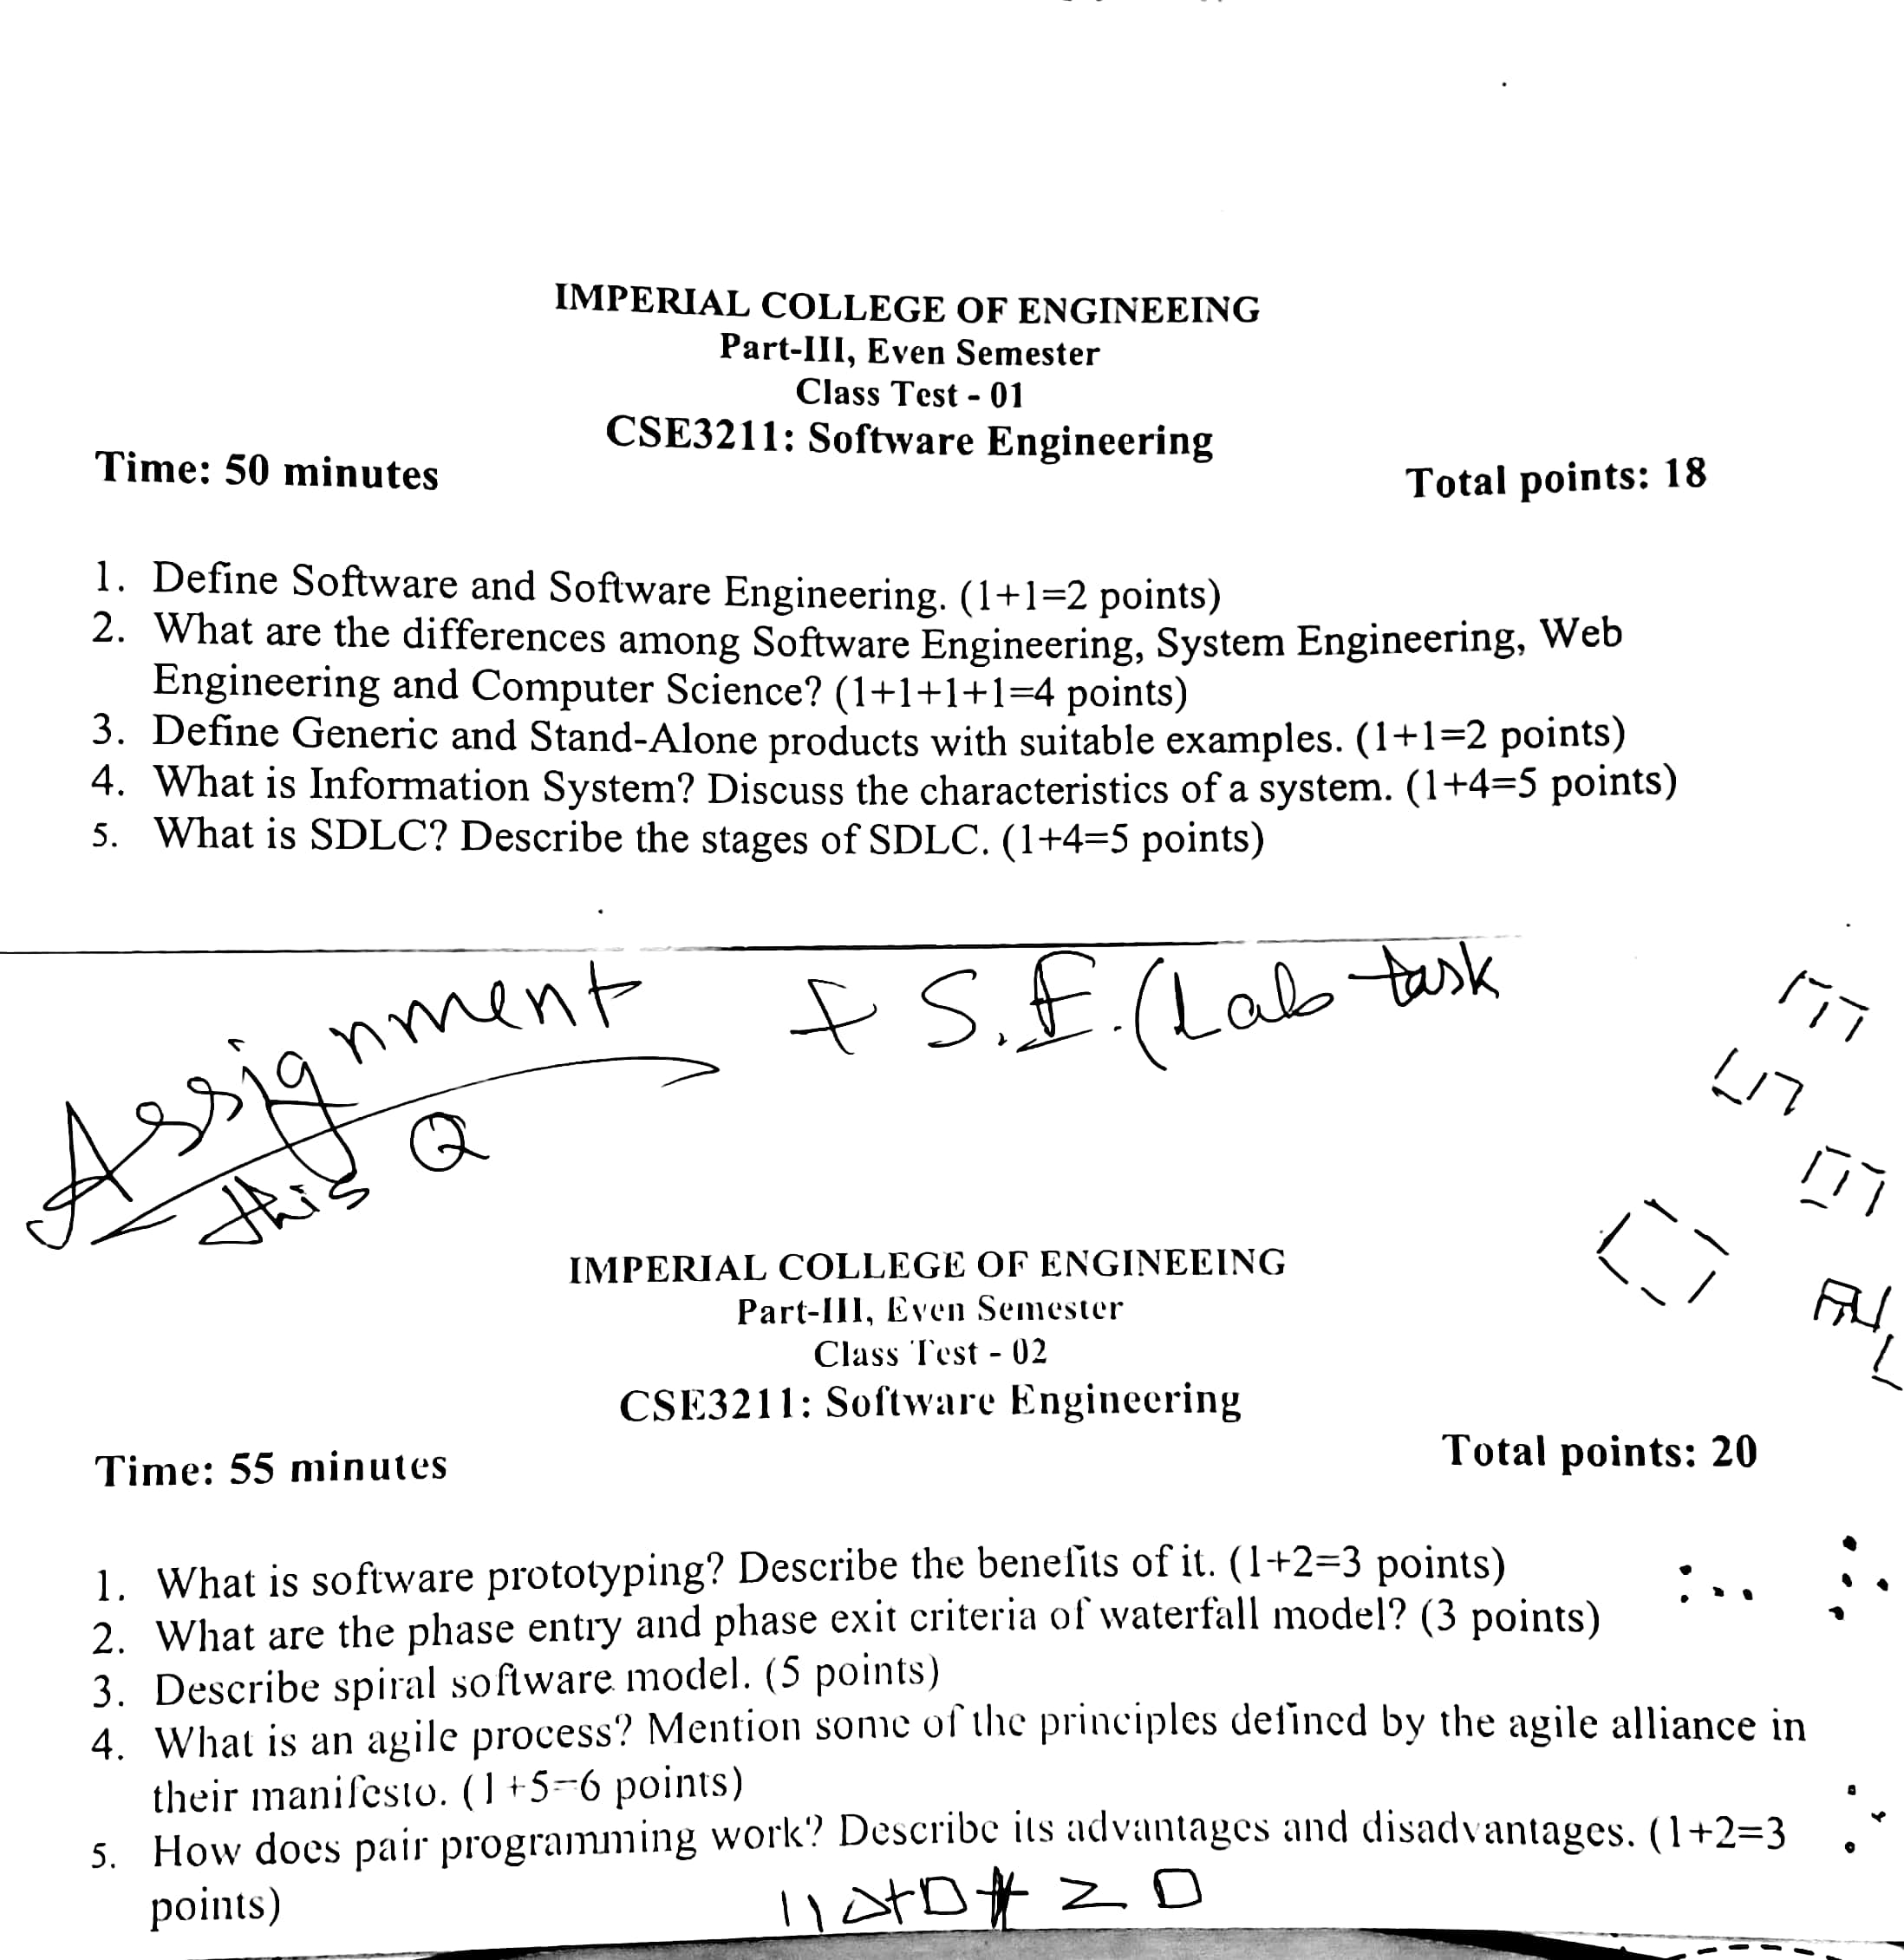 IMPERIAL COLLEGE OF ENGINEEING
Part-III, Even Semester
Class Test - 01
CSE3211: Software Engineering
Time: 50 minutes
Total points: 18
1. Define Software and Software Engineering. (1+1=2 points)
2. What are the differences among Software Engineering, System Engineering, Web
Engineering and Computer Science? (1+1+1+1=4 points)
3. Define Generic and Stand-Alone products with suitable examples. (1+1=2 points)
4. What is Information System? Discuss the characteristics of a system. (1+4=5 points)
5. What is SDLC? Describe the stages of SDLC. (1+4=5 points)
Assignment + S.E. (Lab task
this Q
IMPERIAL COLLEGE OF ENGINEEING
Part-III, Even Semester
Class Test - 02
CSE3211: Software Engineering
Time: 55 minutes
Total points: 20
1. What is software prototyping? Describe the benefits of it. (1+2=3 points)
2. What are the phase entry and phase exit criteria of waterfall model? (3 points)
3. Describe spiral software model. (5 points)
4. What is an agile process? Mention some of the principles defined by the agile alliance in
their manifesto. (1+5=6 points)
5. How does pair programming work? Describe its advantages and disadvantages. (1+2=3
points)